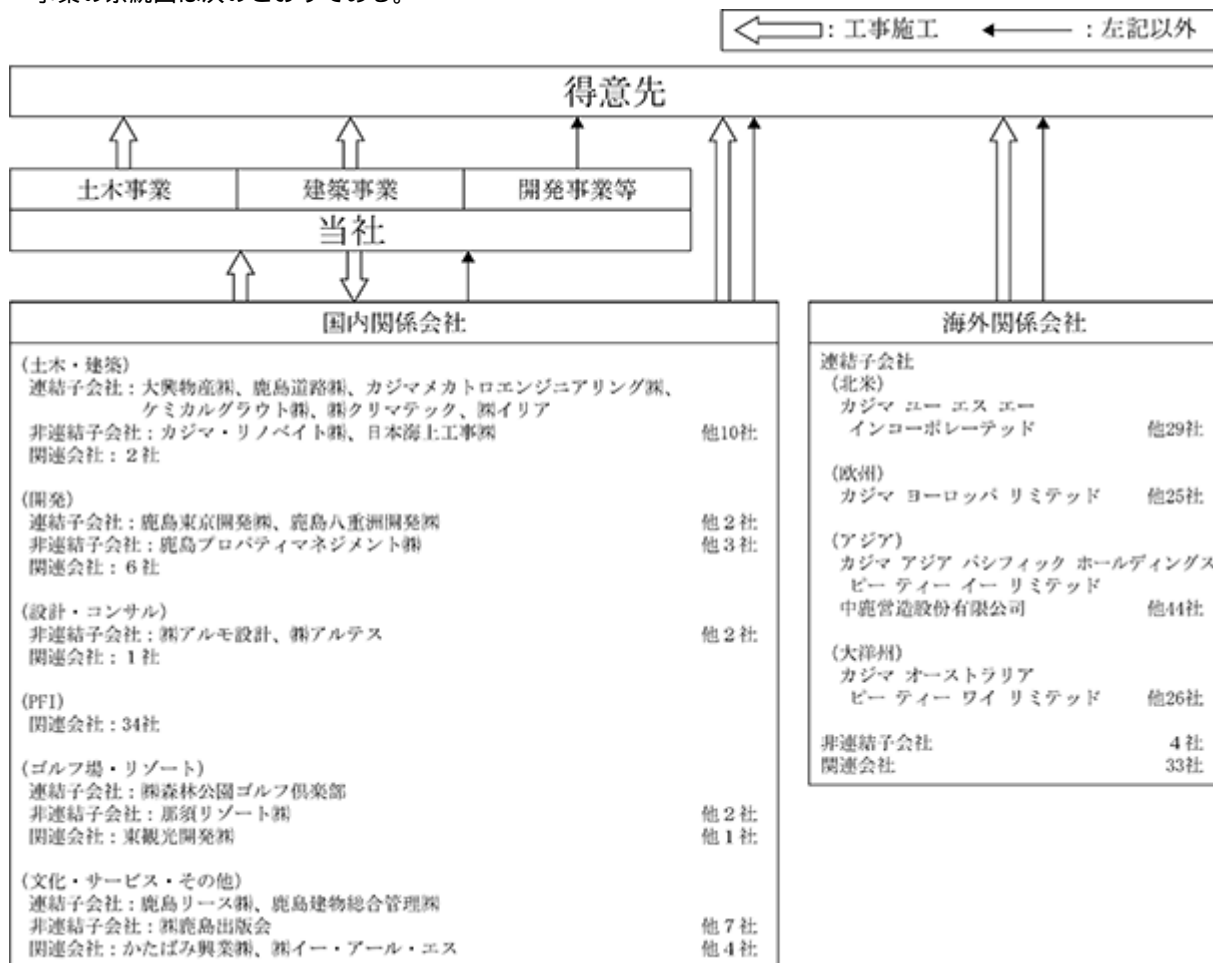 事業の系統図は次のとおりである。
：工事施工 ：左記以外
得意先
土木事業 建築事業 開発事業等
当社
国内関係会社
(土木・建築)
連結子会社：大興物産㈱、鹿島道路㈱、カジマメカトロエンジニアリング㈱、
ケミカルグラウト㈱、㈱クリマテック、㈱イリア
非連結子会社：カジマ・リノベイト㈱、日本海上工事㈱ 他10社
関連会社：２社
(開発)
連結子会社：鹿島東京開発㈱、鹿島八重洲開発㈱ 他２社
非連結子会社：鹿島プロパティマネジメント㈱ 他３社
関連会社：６社
(設計・コンサル)
非連結子会社：㈱アルモ設計、㈱アルテス 他２社
関連会社：１社
(PFI)
関連会社：34社
(ゴルフ場・リゾート)
連結子会社：㈱森林公園ゴルフ倶楽部
非連結子会社：那須リゾート㈱ 他２社
関連会社：東観光開発㈱ 他１社
(文化・サービス・その他)
連結子会社：鹿島リース㈱、鹿島建物総合管理㈱
非連結子会社：㈱鹿島出版会 他７社
関連会社：かたばみ興業㈱、㈱イー・アール・エス 他４社
海外関係会社
連結子会社
(北米)
カジマ ユー エス エー
インコーポレーテッド 他29社
(欧州)
カジマ ヨーロッパ リミテッド 他25社
(アジア)
カジマ アジア パシフィック ホールディングス
ピー ティー イー リミテッド
中鹿営造股份有限公司 他44社
(大洋州)
カジマ オーストラリア
ピー ティー ワイ リミテッド 他26社
非連結子会社 ４社
関連会社 33社